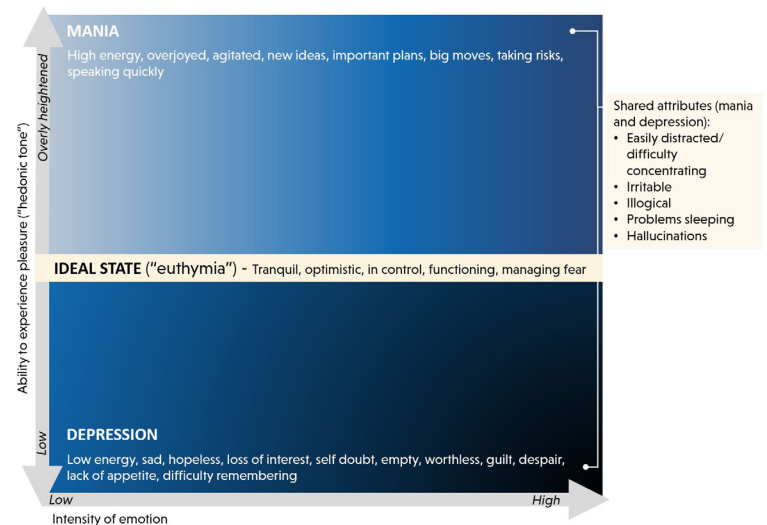 MANIA
High energy, overjoyed, agitated, new ideas, important plans, big moves, taking risks,
speaking quickly
Overly heightened
Ability to experience pleasure (“hedonic tone”)
Shared attributes (mania
and depression):
• Easily distracted/
difficulty
concentrating
• Irritable
• Illogical
• Problems sleeping
• Hallucinations
IDEAL STATE (“euthymia”) - Tranquil, optimistic, in control, functioning, managing fear
DEPRESSION
Low energy, sad, hopeless, loss of interest, self doubt, empty, worthless, guilt, despair,
lack of appetite, difficulty remembering
Low
Low
High
Intensity of emotion